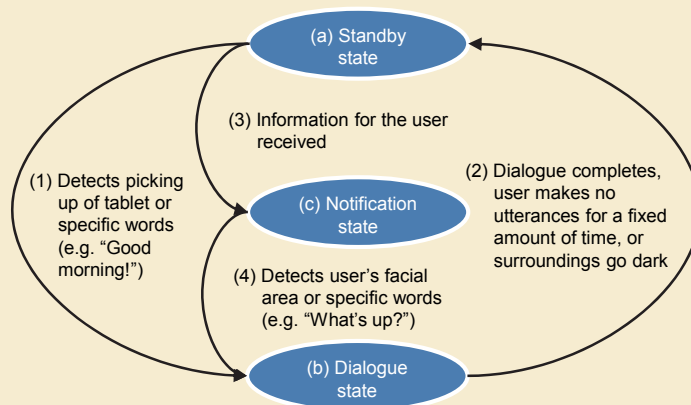 (a) Standby
state
(3) Information for the user
received
(1) Detects picking
up of tablet or
specific words
(e.g. “Good
morning!”)
(2) Dialogue completes,
user makes no
utterances for a fixed
amount of time, or
surroundings go dark
(c) Notification
state
(4) Detects user’s facial
area or specific words
(e.g. “What’s up?”)
(b) Dialogue
state